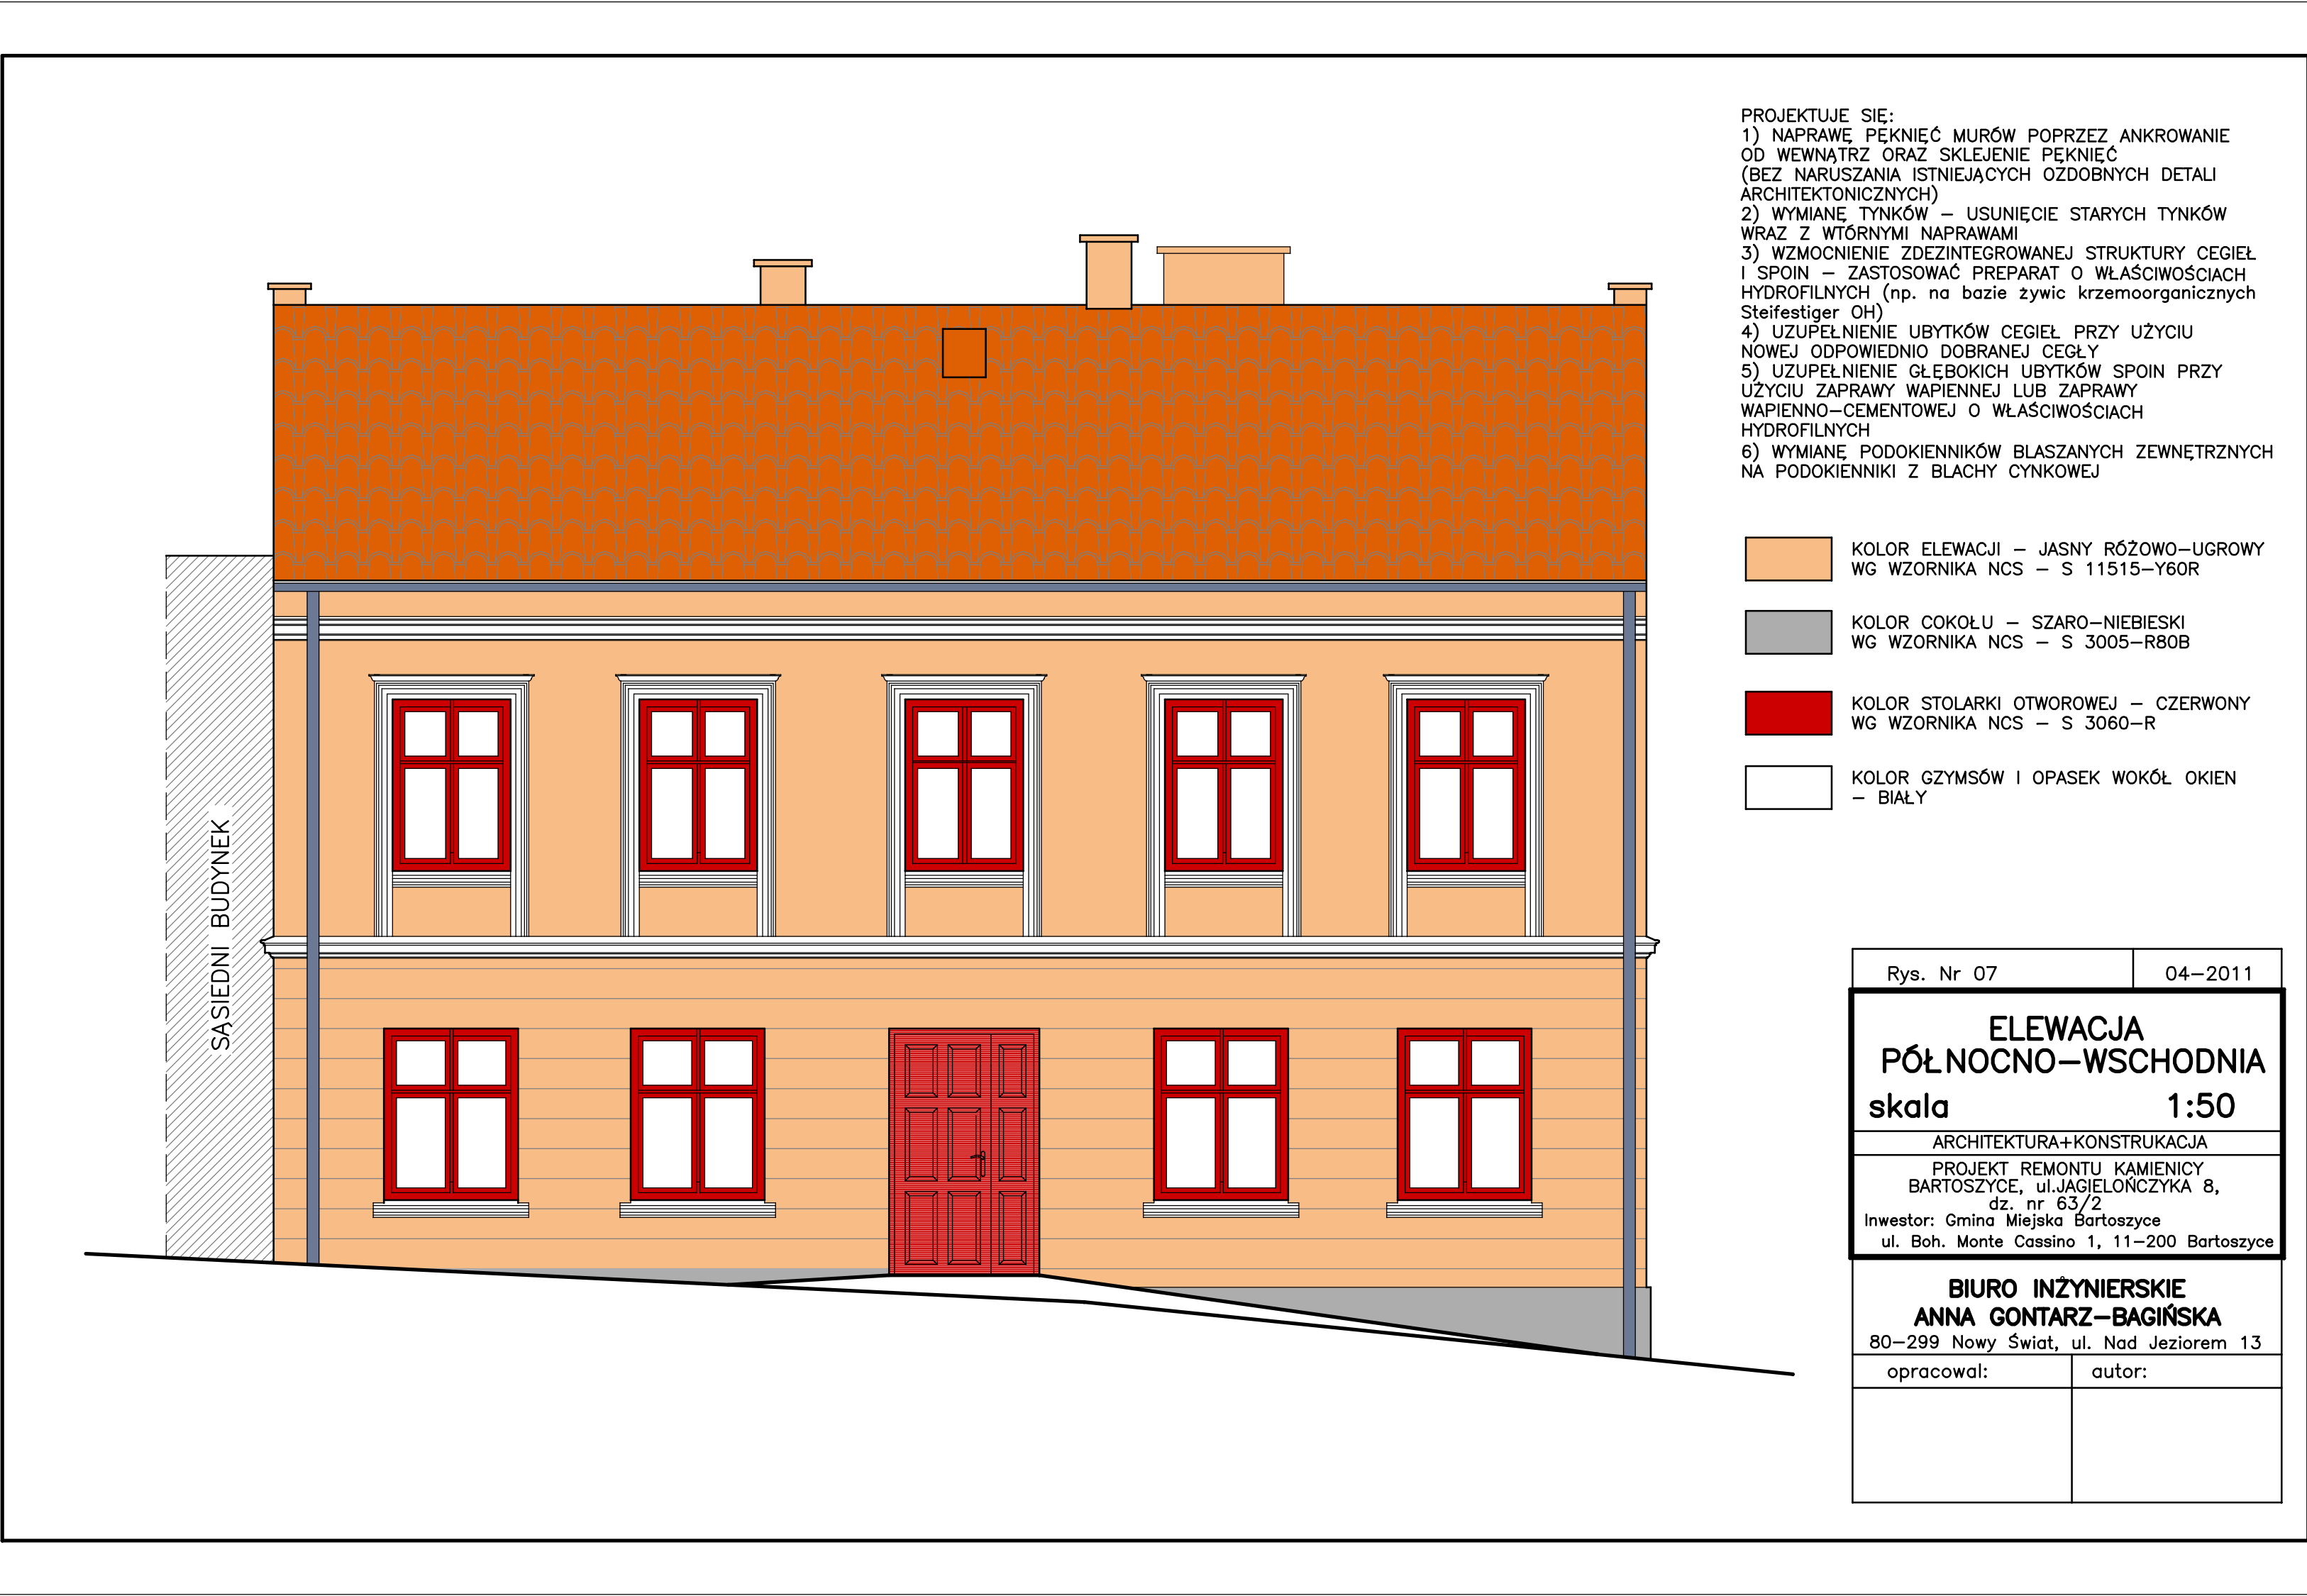 PROJEKTUJE SIĘ:
1) NAPRAWĘ PĘKNIĘĆ MURÓW POPRZEZ ANKROWANIE
OD WEWNĄTRZ ORAZ SKLEJENIE PĘKNIĘĆ
(BEZ NARUSZANIA ISTNIEJĄCYCH OZDOBNYCH DETALI
ARCHITEKTONICZNYCH)
2) WYMIANĘ TYNKÓW – USUNIĘCIE STARYCH TYNKÓW
WRAZ Z WTÓRNYMI NAPRAWAMI
3) WZMOCNIENIE ZDEZINTEGROWANEJ STRUKTURY CEGIEŁ
I SPOIN – ZASTOSOWAĆ PREPARAT O WŁAŚCIWOŚCIACH
HYDROFILNYCH (np. na bazie żywic krzemoorganicznych
Steifestiger OH)
4) UZUPEŁNIENIE UBYTKÓW CEGIEŁ PRZY UŻYCIU
NOWEJ ODPOWIEDNIO DOBRANEJ CEGŁY
5) UZUPEŁNIENIE GŁĘBOKICH UBYTKÓW SPOIN PRZY
UŻYCIU ZAPRAWY WAPIENNEJ LUB ZAPRAWY
WAPIENNO–CEMENTOWEJ O WŁAŚCIWOŚCIACH
HYDROFILNYCH
6) WYMIANĘ PODOKIENNIKÓW BLASZANYCH ZEWNĘTRZNYCH
NA PODOKIENNIKI Z BLACHY CYNKOWEJ
KOLOR ELEWACJI – JASNY RÓŻOWO–UGROWY
WG WZORNIKA NCS – S 11515–Y60R
KOLOR COKOŁU – SZARO–NIEBIESKI
WG WZORNIKA NCS – S 3005–R80B
KOLOR STOLARKI OTWOROWEJ – CZERWONY
WG WZORNIKA NCS – S 3060–R
KOLOR GZYMSÓW I OPASEK WOKÓŁ OKIEN
– BIAŁY
SĄSIEDNI BUDYNEK
Rys. Nr 07 04–2011
ELEWACJA
PÓŁNOCNO–WSCHODNIA
skala 1:50
ARCHITEKTURA+KONSTRUKACJA
PROJEKT REMONTU KAMIENICY
BARTOSZYCE, ul.JAGIELOŃCZYKA 8,
dz. nr 63/2
Inwestor: Gmina Miejska Bartoszyce
ul. Boh. Monte Cassino 1, 11–200 Bartoszyce
BIURO INŻYNIERSKIE
ANNA GONTARZ–BAGIŃSKA
80–299 Nowy Świat, ul. Nad Jeziorem 13
opracowal: autor: